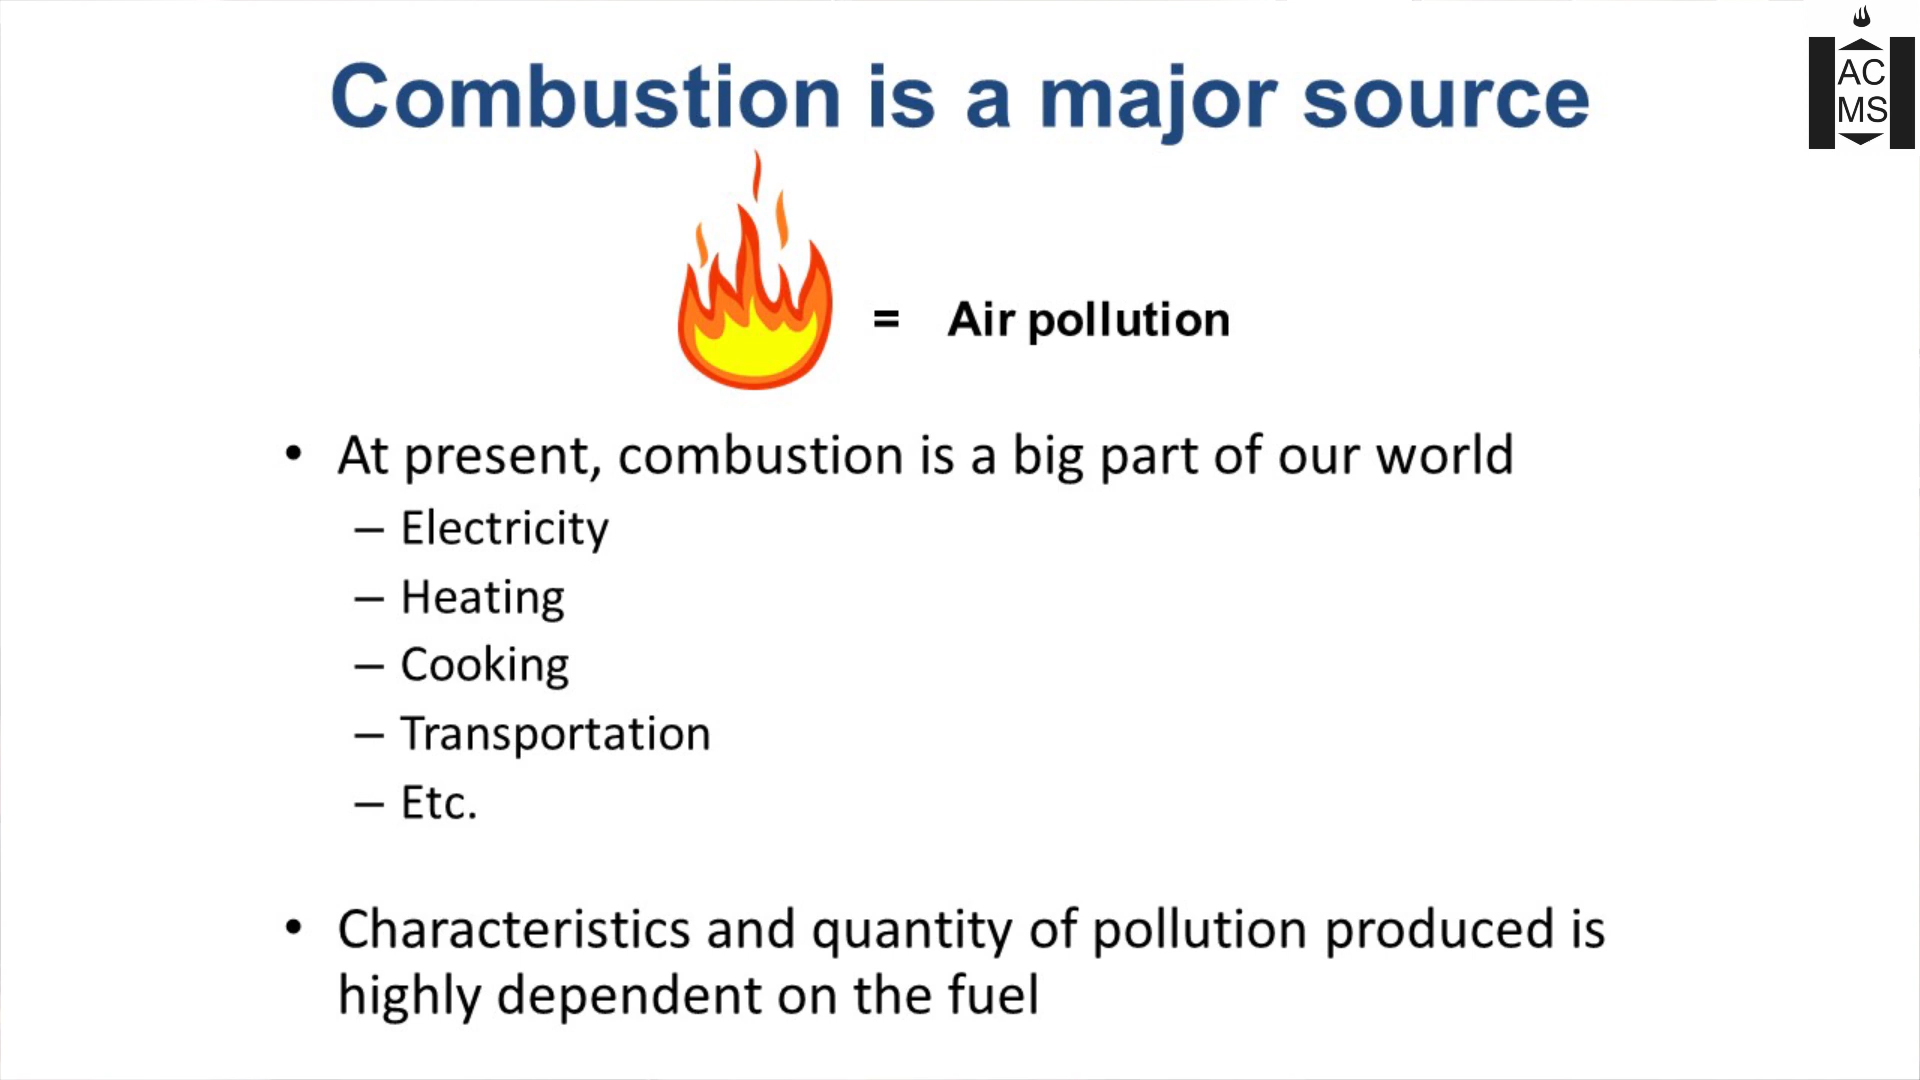 Combustion is a major source
AC
MS
= Air pollution
• At present, combustion is a big part of our world
– Electricity
– Heating
– Cooking
– Transportation
– Etc.
• Characteristics and quantity of pollution produced is
highly dependent on the fuel